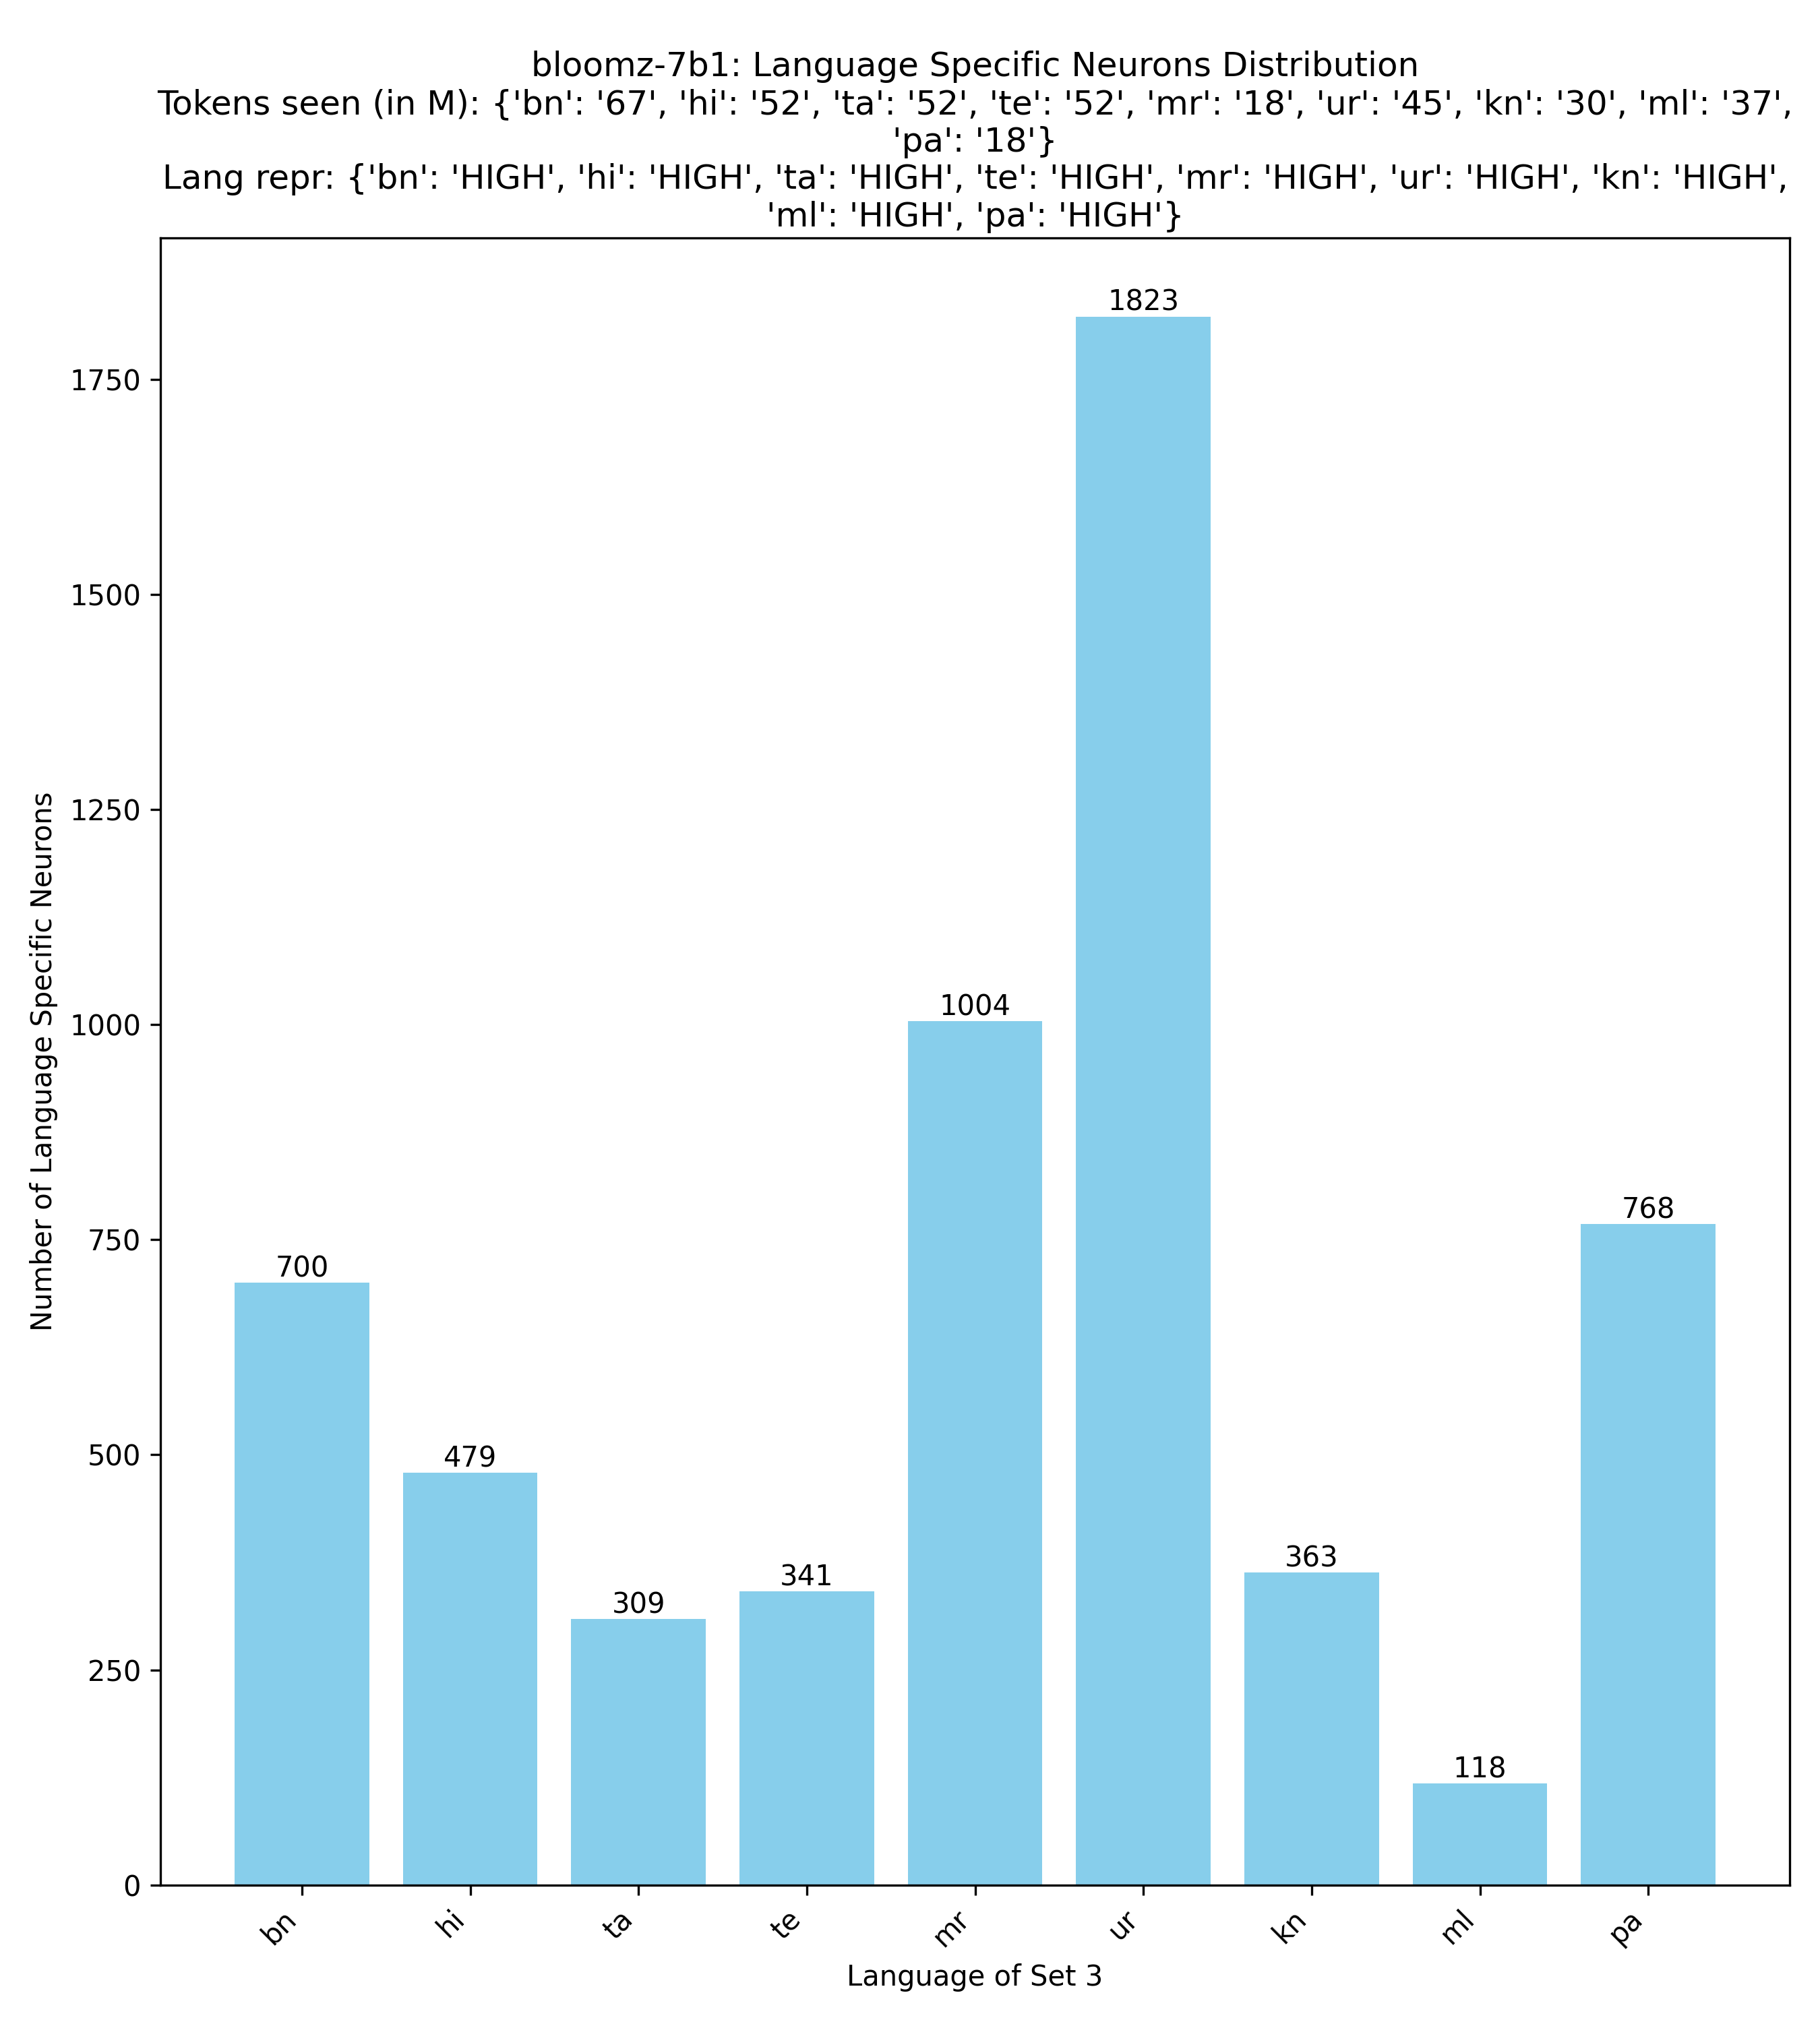 bloomz-7b1: Language Specific Neurons Distribution
Tokens seen (in M): {'bn': '67', 'hi': '52', 'ta': '52', 'te': '52', 'mr': '18', 'ur': '45', 'kn': '30', 'ml': '37',
'pa': '18'}
Lang repr: {'bn': 'HIGH', 'hi': 'HIGH', 'ta': 'HIGH', 'te': 'HIGH', 'mr': 'HIGH', 'ur': 'HIGH', 'kn': 'HIGH',
'ml': 'HIGH', 'pa': 'HIGH'}
Number of Language Specific Neurons
1750
1500
1250
1000
750
500
250
0
700
479
309
341
1004
1823
363
118
768
bn
hi
ta
te
mr
ur
kn
ml
pa
Language of Set 3